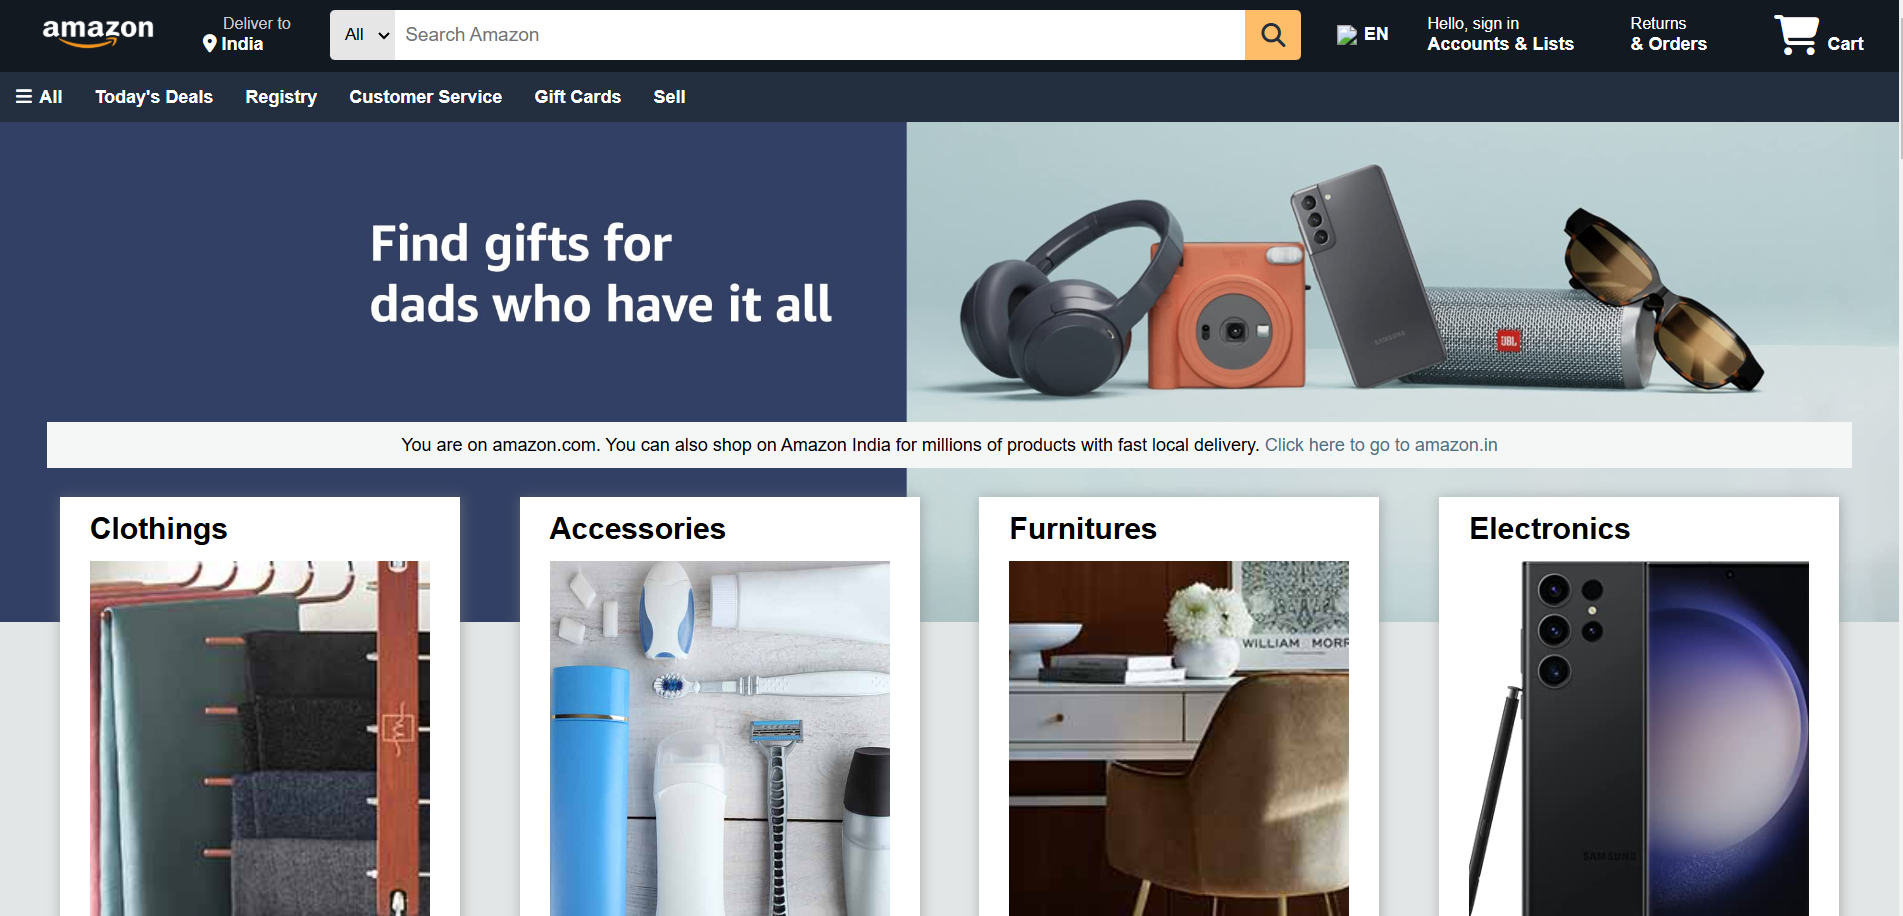 amazon
Deliver to
India
All
Search Amazon
EN
Hello, sign in
Accounts & Lists
Returns
& Orders
Cart
All
Today's Deals
Registry
Customer Service
Gift Cards
Sell
Find gifts for
dads who have it all
SAMSUNG
JBL
You are on amazon.com. You can also shop on Amazon India for millions of products with fast local delivery. Click here to go to amazon.in
Clothings
Accessories
Furnitures
Electronics
WILLIAM MORR
SAMSUNG